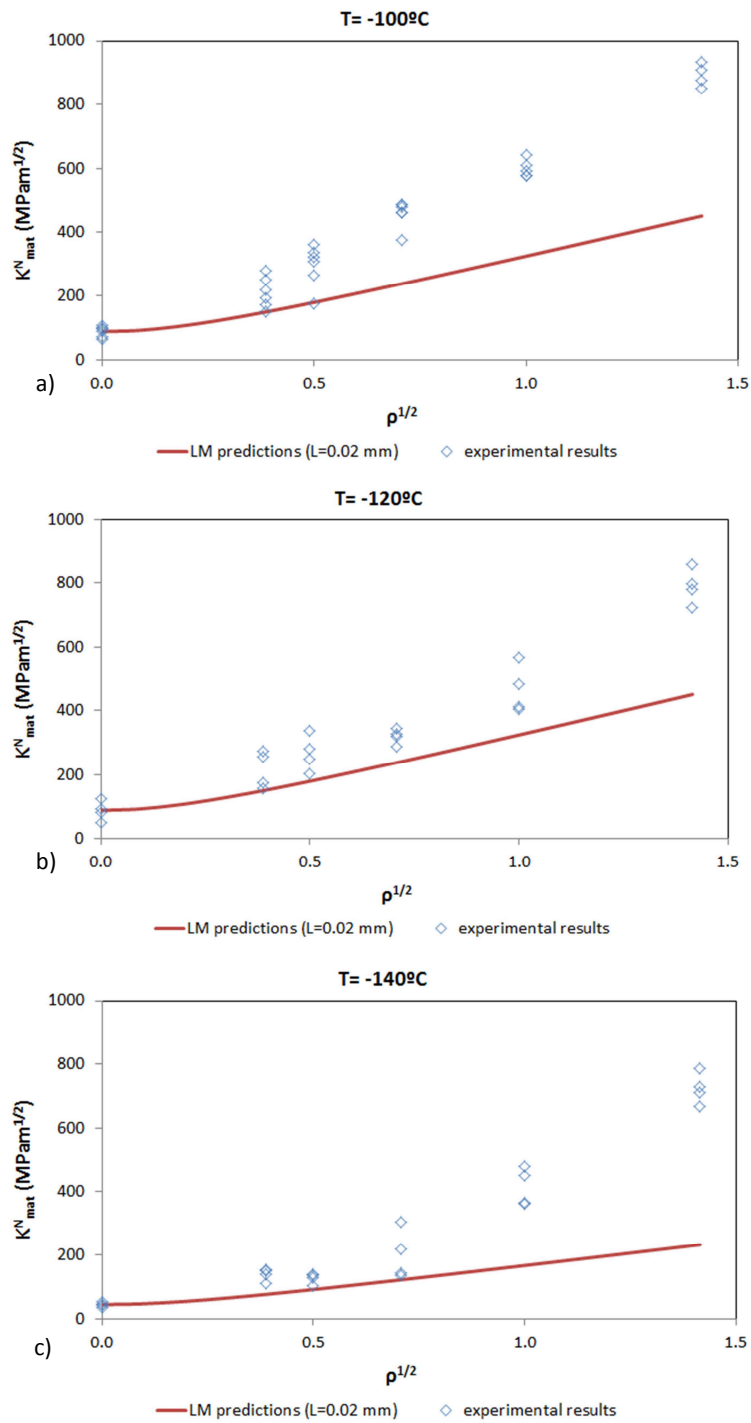 T= -100ºC
1000
800
600
400
200
0
K^N_mat (MPam^1/2)
0.0 0.5 1.0 1.5
a)
ρ^1/2
LM predictions (L=0.02 mm) experimental results
T= -120ºC
1000
800
600
400
200
0
K^N_mat (MPam^1/2)
0.0 0.5 1.0 1.5
b)
ρ^1/2
LM predictions (L=0.02 mm) experimental results
T= -140ºC
1000
800
600
400
200
0
K^N_mat (MPam^1/2)
0.0 0.5 1.0 1.5
c)
ρ^1/2
LM predictions (L=0.02 mm) experimental results